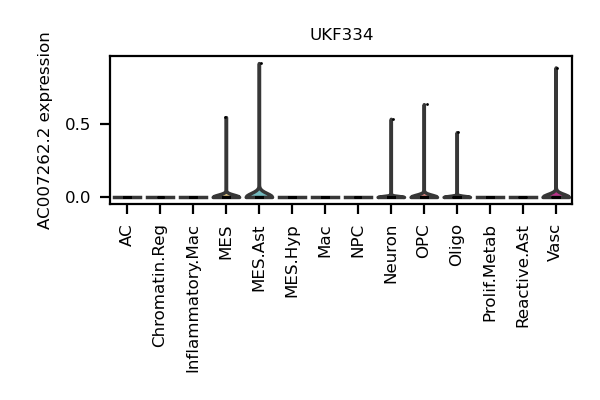 UKF334
AC007262.2 expression
0.5
0.0
AC
Chromatin.Reg
Inflammatory.Mac
MES
MES.Ast
MES.Hyp
Mac
NPC
Neuron
OPC
Oligo
Prolif.Metab
Reactive.Ast
Vasc